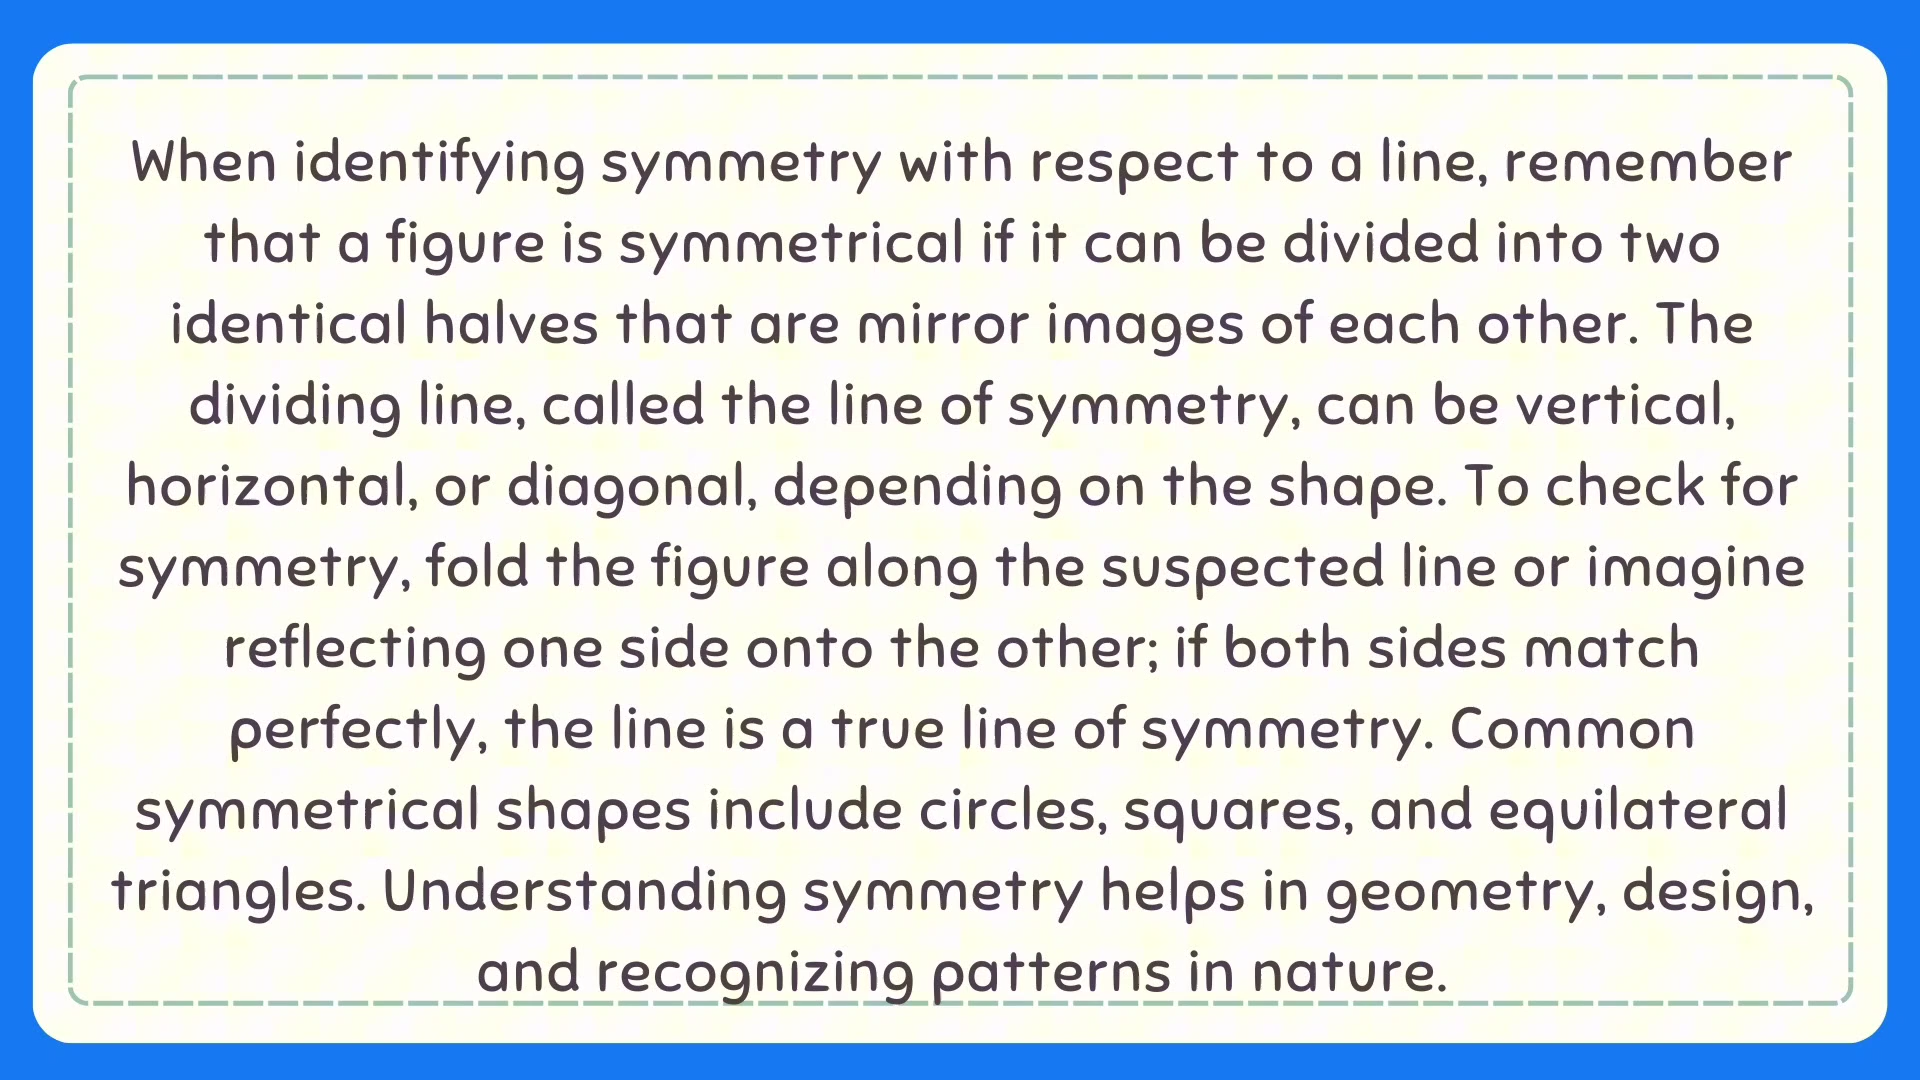 When identifying symmetry with respect to a line, remember
that a figure is symmetrical if it can be divided into two
identical halves that are mirror images of each other. The
dividing line, called the line of symmetry, can be vertical,
horizontal, or diagonal, depending on the shape. To check for
symmetry, fold the figure along the suspected line or imagine
reflecting one side onto the other; if both sides match
perfectly, the line is a true line of symmetry. Common
symmetrical shapes include circles, squares, and equilateral
triangles. Understanding symmetry helps in geometry, design,
and recognizing patterns in nature.